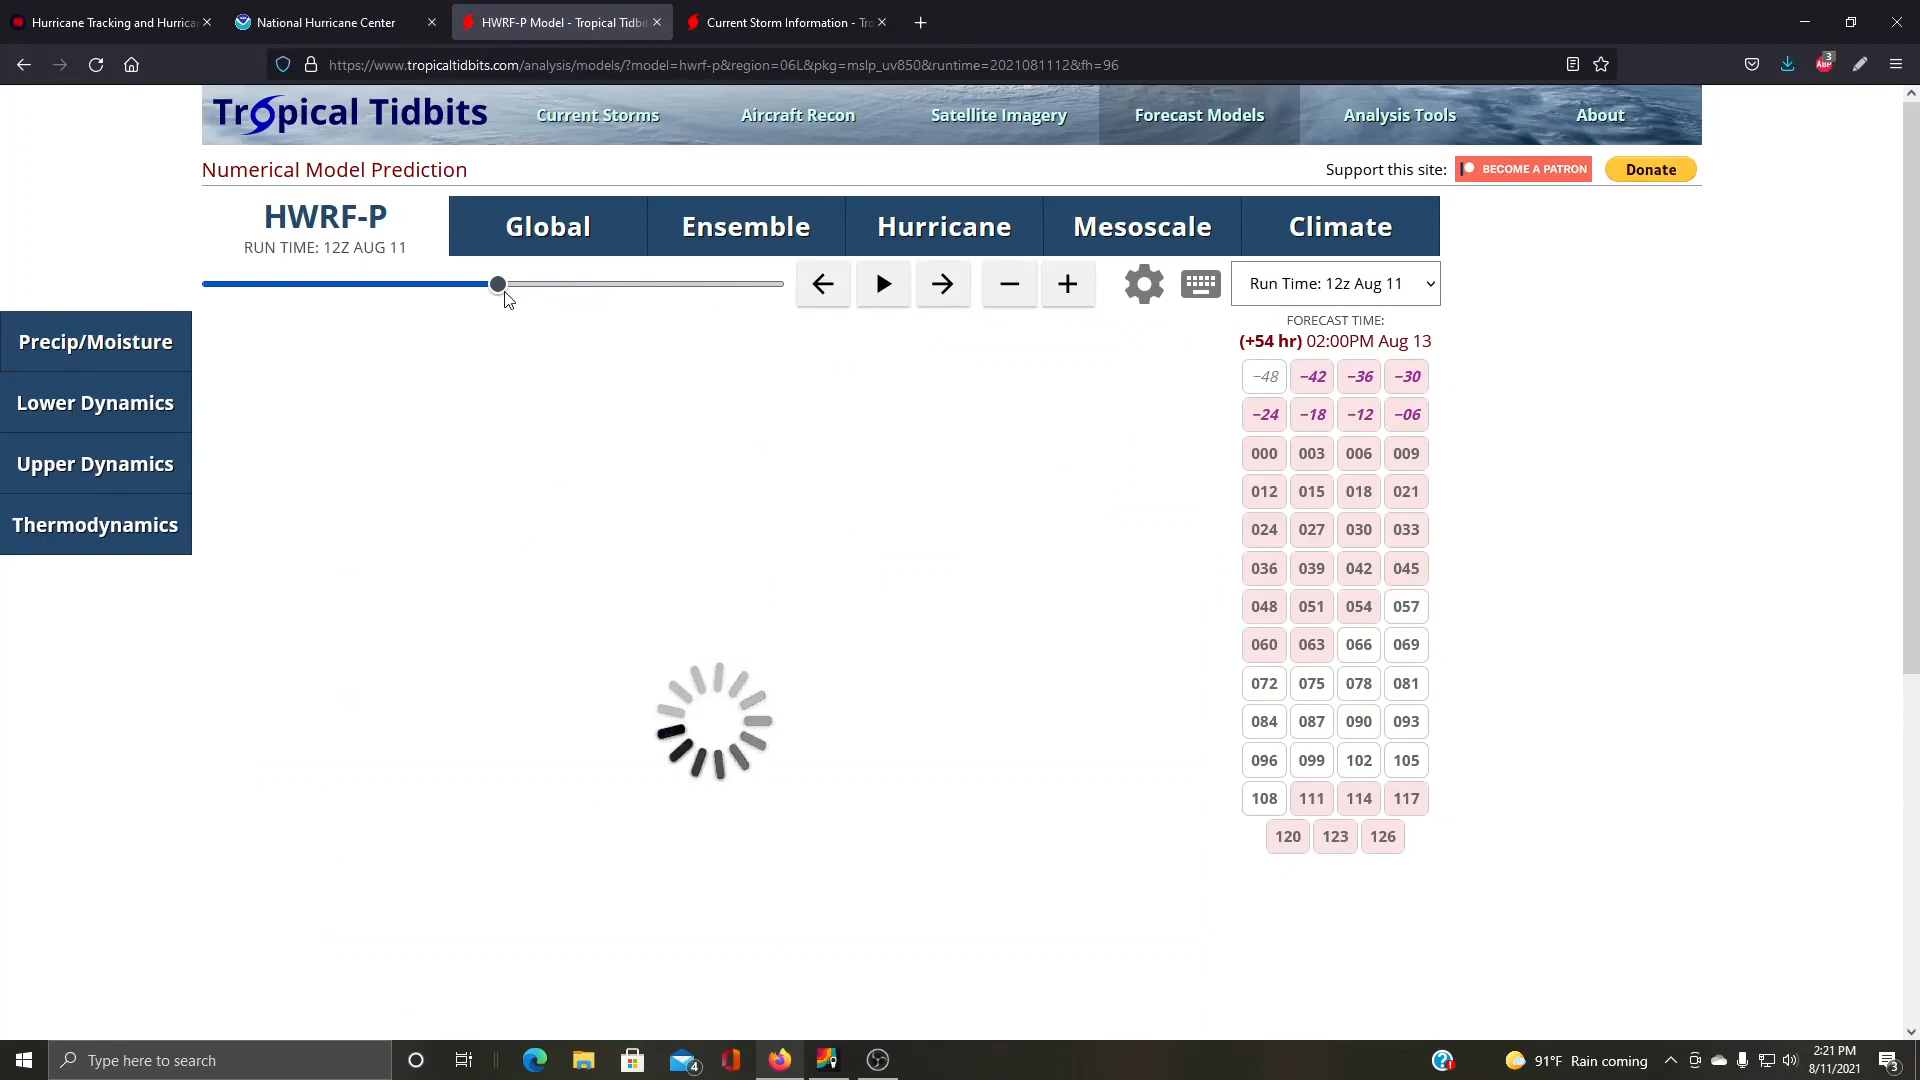 Hurricane Tracking and Hurrica
National Hurricane Center
HWRF-P Model - Tropical Tidbi
Current Storm Information - Tro
https://www.tropicaltidbits.com/analysis/models/?model=hwrf-p&region=06L&pkg=mslp_uv850&runtime=2021081112&fh=96
ABP
3
Tropical Tidbits
Current Storms
Aircraft Recon
Satellite Imagery
Forecast Models
Analysis Tools
About
Numerical Model Prediction
Support this site:
BECOME A PATRON
Donate
HWRF-P
RUN TIME: 12Z AUG 11
Global
Ensemble
Hurricane
Mesoscale
Climate
Run Time: 12z Aug 11
Precip/Moisture
Lower Dynamics
Upper Dynamics
Thermodynamics
FORECAST TIME:
(+54 hr) 02:00PM Aug 13
−48 −42 −36 −30
−24 −18 −12 −06
000 003 006 009
012 015 018 021
024 027 030 033
036 039 042 045
048 051 054 057
060 063 066 069
072 075 078 081
084 087 090 093
096 099 102 105
108 111 114 117
120 123 126
Type here to search
4
91°F Rain coming
2:21 PM
8/11/2021
3